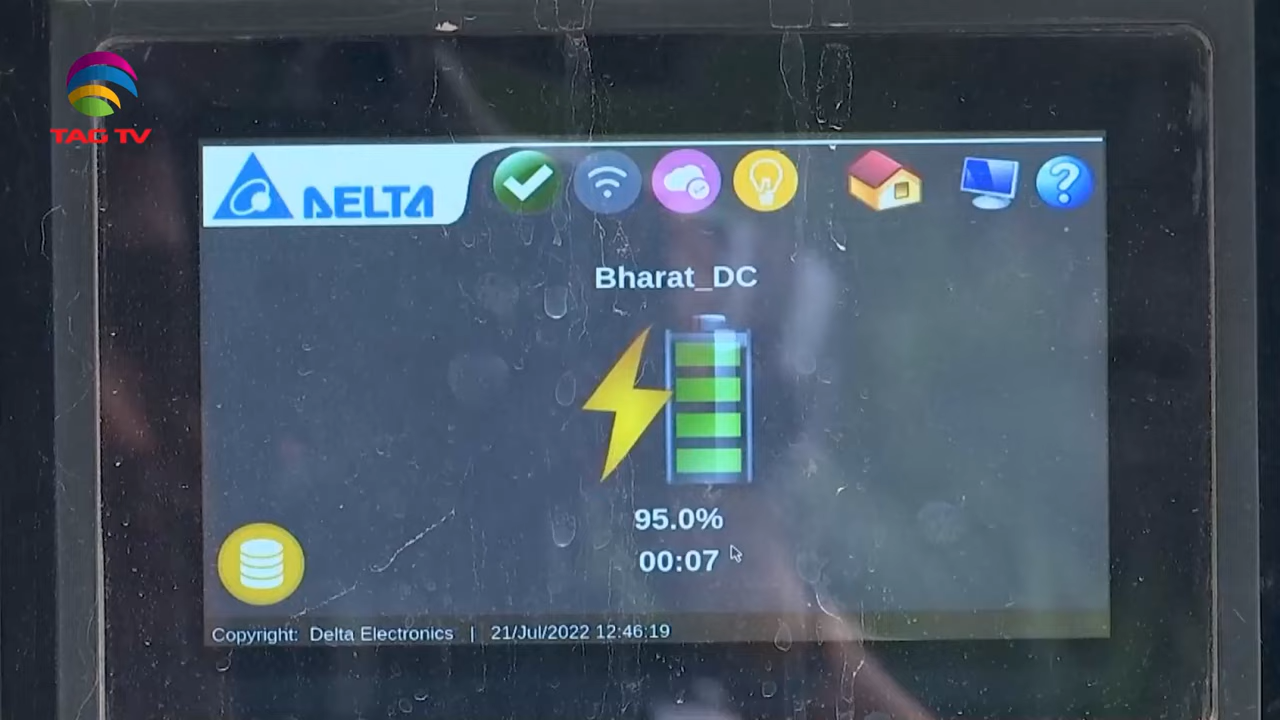 TAG TV
DELTA
Bharat_DC
95.0%
00:07
Copyright: Delta Electronics | 21/Jul/2022 12:46:19